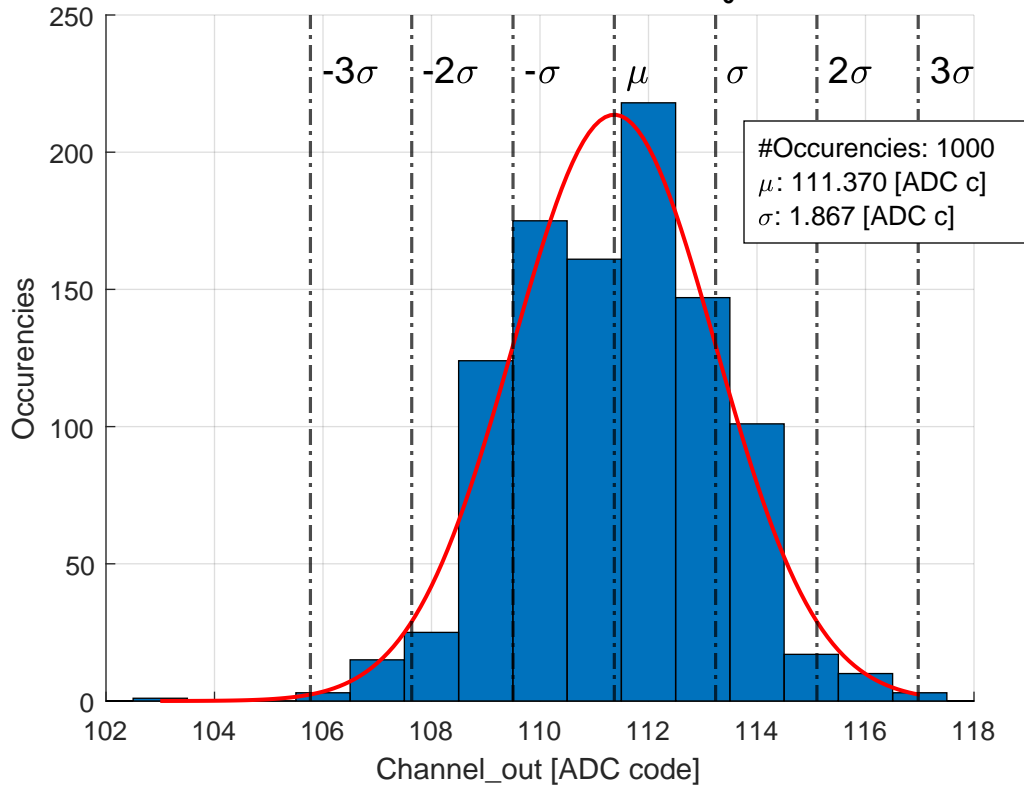 250
-3σ
-2σ
-σ
μ
σ
2σ
3σ
#Occurencies: 1000
μ: 111.370 [ADC c]
σ: 1.867 [ADC c]
200
150
100
50
0
Occurencies
102
104
106
108
110
112
114
116
118
Channel_out [ADC code]